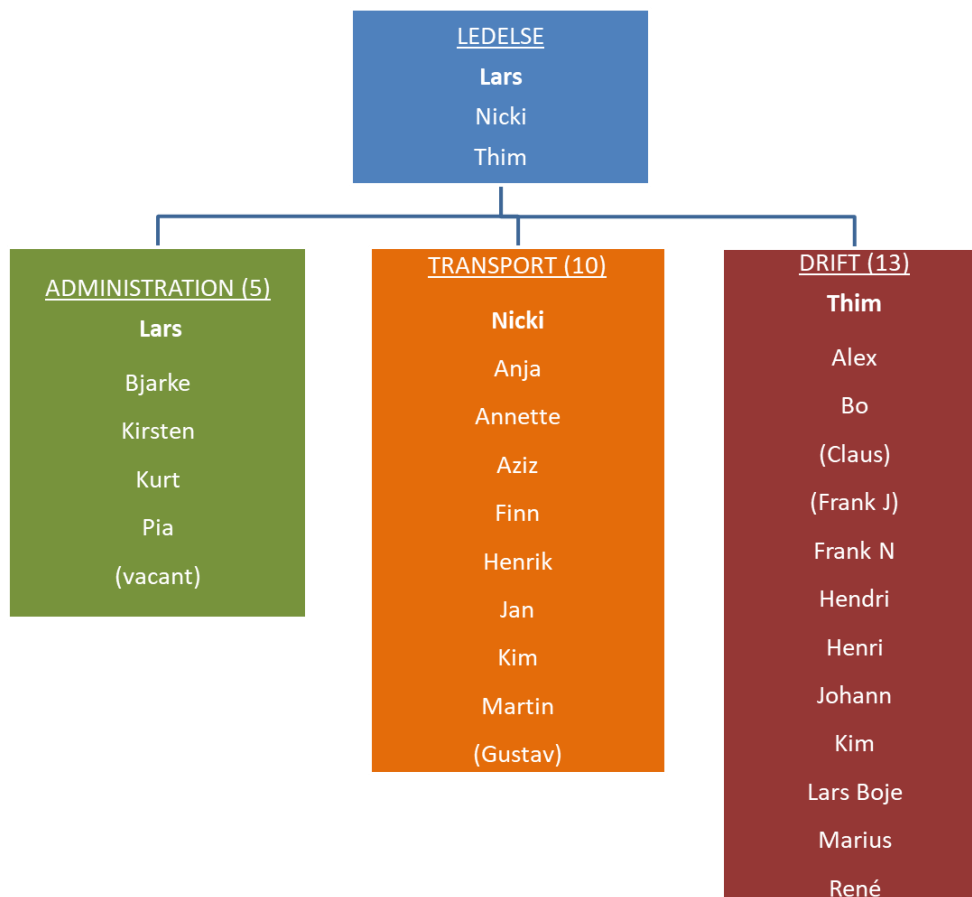 LEDELSE
Lars
Nicki
Thim
ADMINISTRATION (5)
Lars
Bjarke
Kirsten
Kurt
Pia
(vacant)
TRANSPORT (10)
Nicki
Anja
Annette
Aziz
Finn
Henrik
Jan
Kim
Martin
(Gustav)
DRIFT (13)
Thim
Alex
Bo
(Claus)
(Frank J)
Frank N
Hendri
Henri
Johann
Kim
Lars Boje
Marius
René